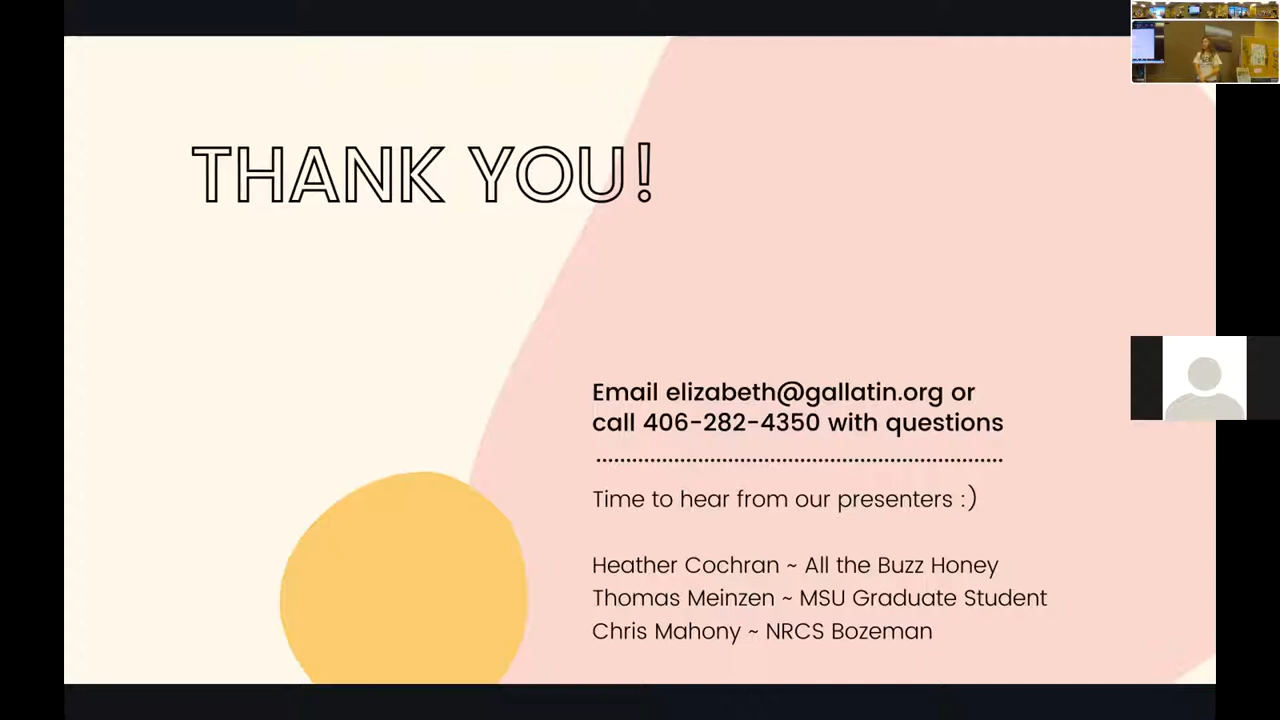 THANK YOU!
Email elizabeth@gallatin.org or
call 406-282-4350 with questions
Time to hear from our presenters :)
Heather Cochran ~ All the Buzz Honey
Thomas Meinzen ~ MSU Graduate Student
Chris Mahony ~ NRCS Bozeman